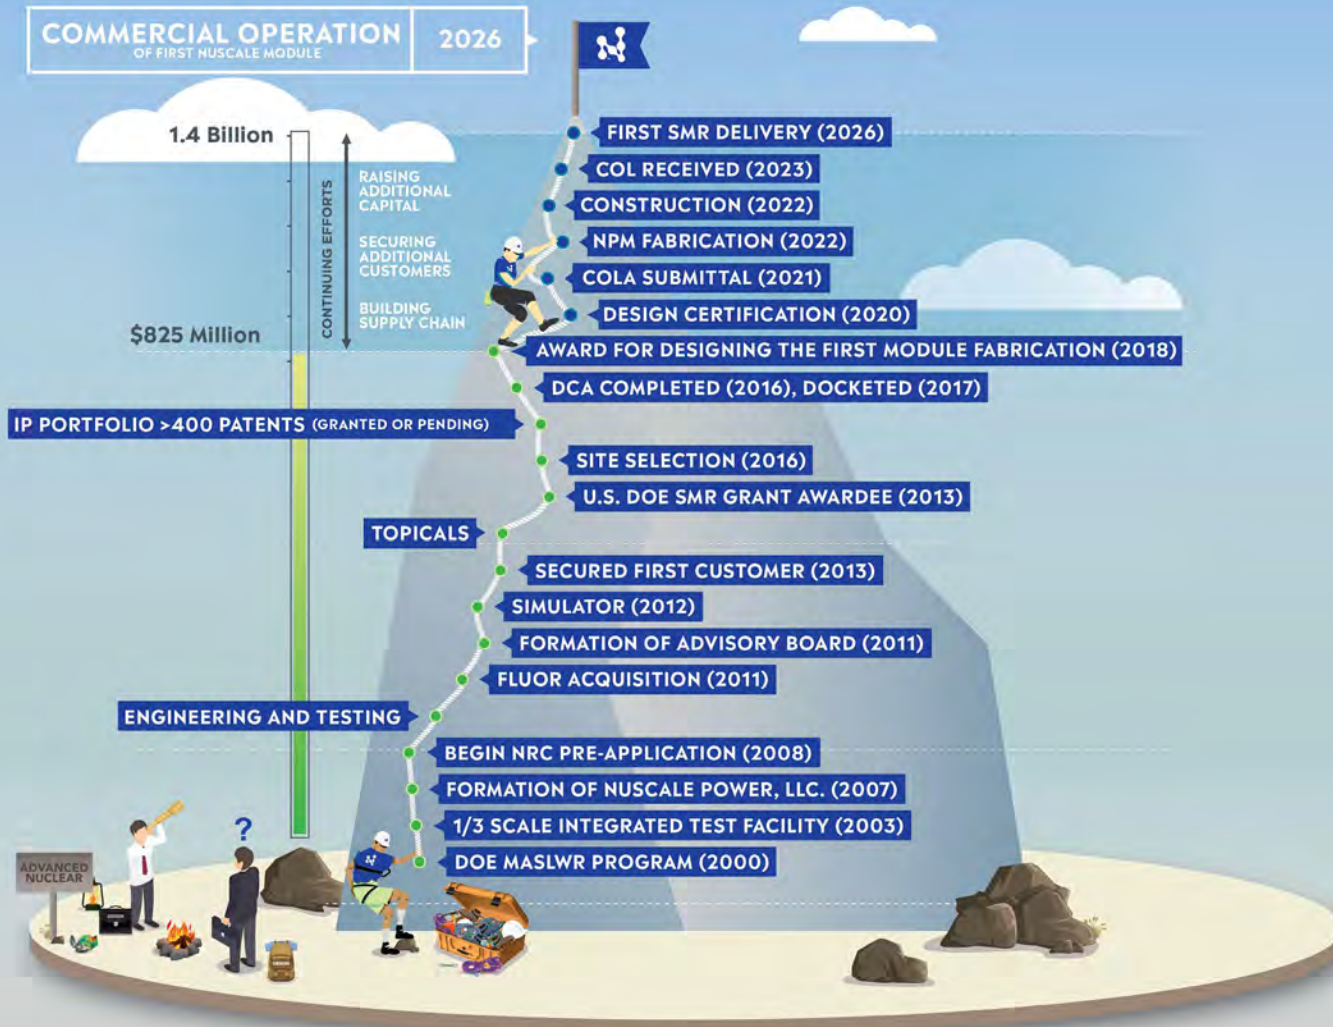 COMMERCIAL OPERATION
OF FIRST NUSCALE MODULE
2026
1.4 Billion
CONTINUING EFFORTS
RAISING
ADDITIONAL
CAPITAL
SECURING
ADDITIONAL
CUSTOMERS
BUILDING
SUPPLY CHAIN
$825 Million
FIRST SMR DELIVERY (2026)
COL RECEIVED (2023)
CONSTRUCTION (2022)
NPM FABRICATION (2022)
COLA SUBMITTAL (2021)
DESIGN CERTIFICATION (2020)
AWARD FOR DESIGNING THE FIRST MODULE FABRICATION (2018)
DCA COMPLETED (2016), DOCKETED (2017)
IP PORTFOLIO >400 PATENTS (GRANTED OR PENDING)
SITE SELECTION (2016)
U.S. DOE SMR GRANT AWARDEE (2013)
TOPICALS
SECURED FIRST CUSTOMER (2013)
SIMULATOR (2012)
FORMATION OF ADVISORY BOARD (2011)
FLUOR ACQUISITION (2011)
ENGINEERING AND TESTING
BEGIN NRC PRE-APPLICATION (2008)
FORMATION OF NUSCALE POWER, LLC. (2007)
1/3 SCALE INTEGRATED TEST FACILITY (2003)
DOE MASLWR PROGRAM (2000)
?
ADVANCED
NUCLEAR